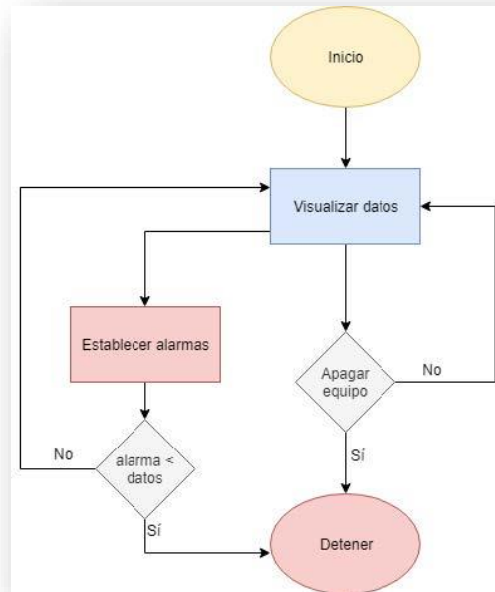 Inicio
Visualizar datos
Establecer alarmas
Apagar
equipo
No
No
alarma <
datos
Sí
Sí
Detener